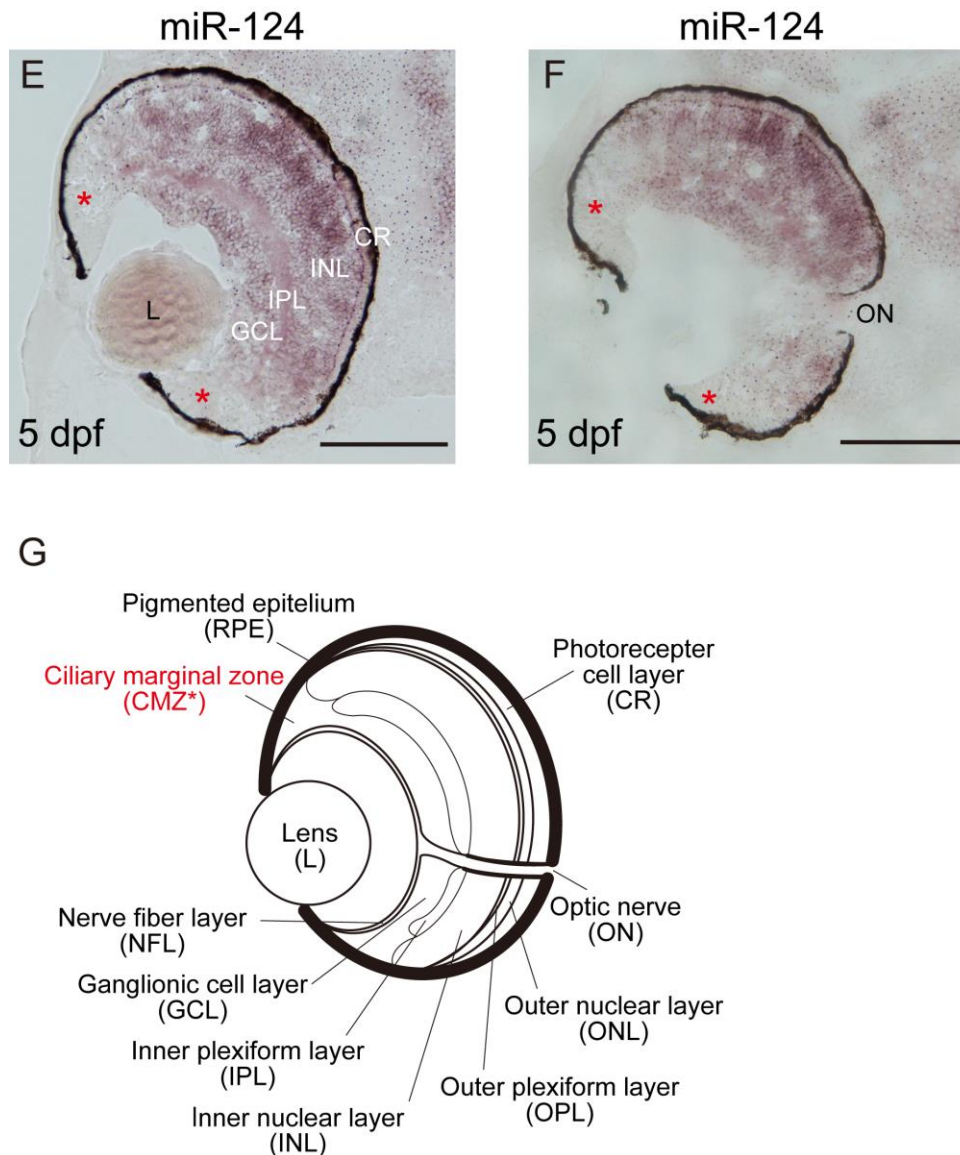 miR-124
miR-124
E
*
CR
INL
IPL
L
GCL
*
5 dpf
F
*
ON
*
5 dpf
G
Pigmented epitelium
(RPE)
Ciliary marginal zone
(CMZ*)
Photorecepter
cell layer
(CR)
Lens
(L)
Nerve fiber layer
(NFL)
Optic nerve
(ON)
Ganglionic cell layer
(GCL)
Outer nuclear layer
(ONL)
Inner plexiform layer
(IPL)
Outer plexiform layer
(OPL)
Inner nuclear layer
(INL)